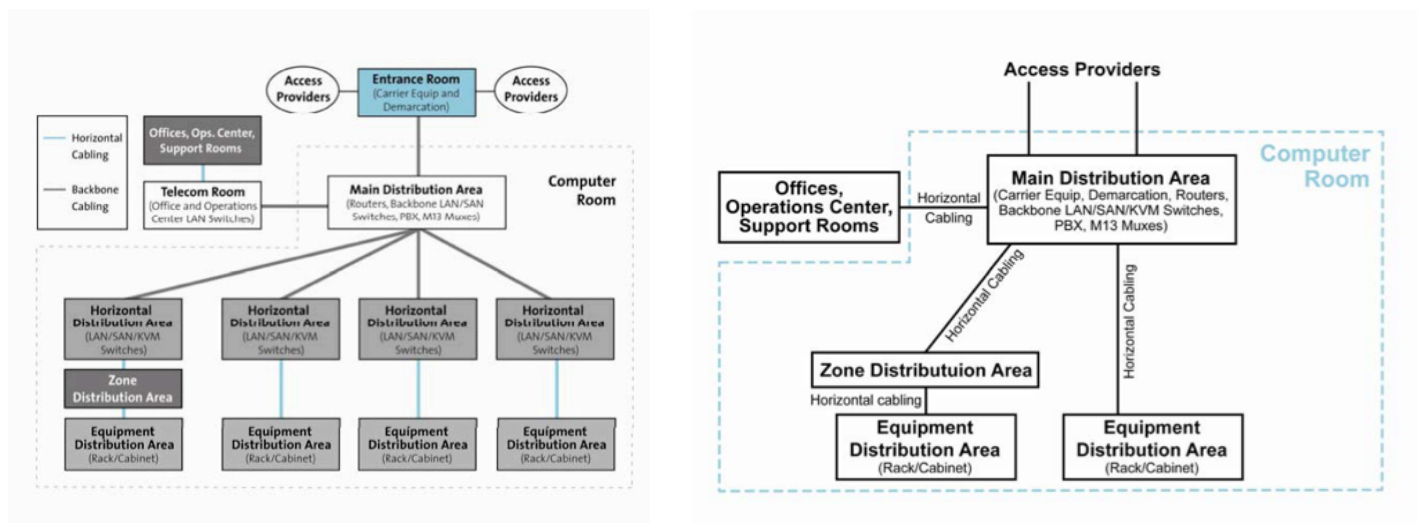 Access
Providers
Entrance Room
(Carrier Equip and
Demarcation)
Access
Providers
Horizontal
Cabling
Backbone
Cabling
Offices, Ops. Center,
Support Rooms
Telecom Room
(Office and Operations
Center LAN Switches)
Main Distribution Area
(Routers, Backbone LAN/SAN
Switches, PBX, M13 Muxes)
Computer
Room
Horizontal
Distribution Area
(LAN/SAN/KVM
Switches)
Horizontal
Distribution Area
(LAN/SAN/KVM
Switches)
Horizontal
Distribution Area
(LAN/SAN/KVM
Switches)
Horizontal
Distribution Area
(LAN/SAN/KVM
Switches)
Zone
Distribution Area
Equipment
Distribution Area
(Rack/Cabinet)
Equipment
Distribution Area
(Rack/Cabinet)
Equipment
Distribution Area
(Rack/Cabinet)
Equipment
Distribution Area
(Rack/Cabinet)
Access Providers
Computer
Room
Offices,
Operations Center,
Support Rooms
Horizontal
Cabling
Main Distribution Area
(Carrier Equip, Demarcation, Routers,
Backbone LAN/SAN/KVM Switches,
PBX, M13 Muxes)
Horizontal Cabling
Horizontal Cabling
Zone Distributuion Area
Horizontal cabling
Equipment
Distribution Area
(Rack/Cabinet)
Equipment
Distribution Area
(Rack/Cabinet)